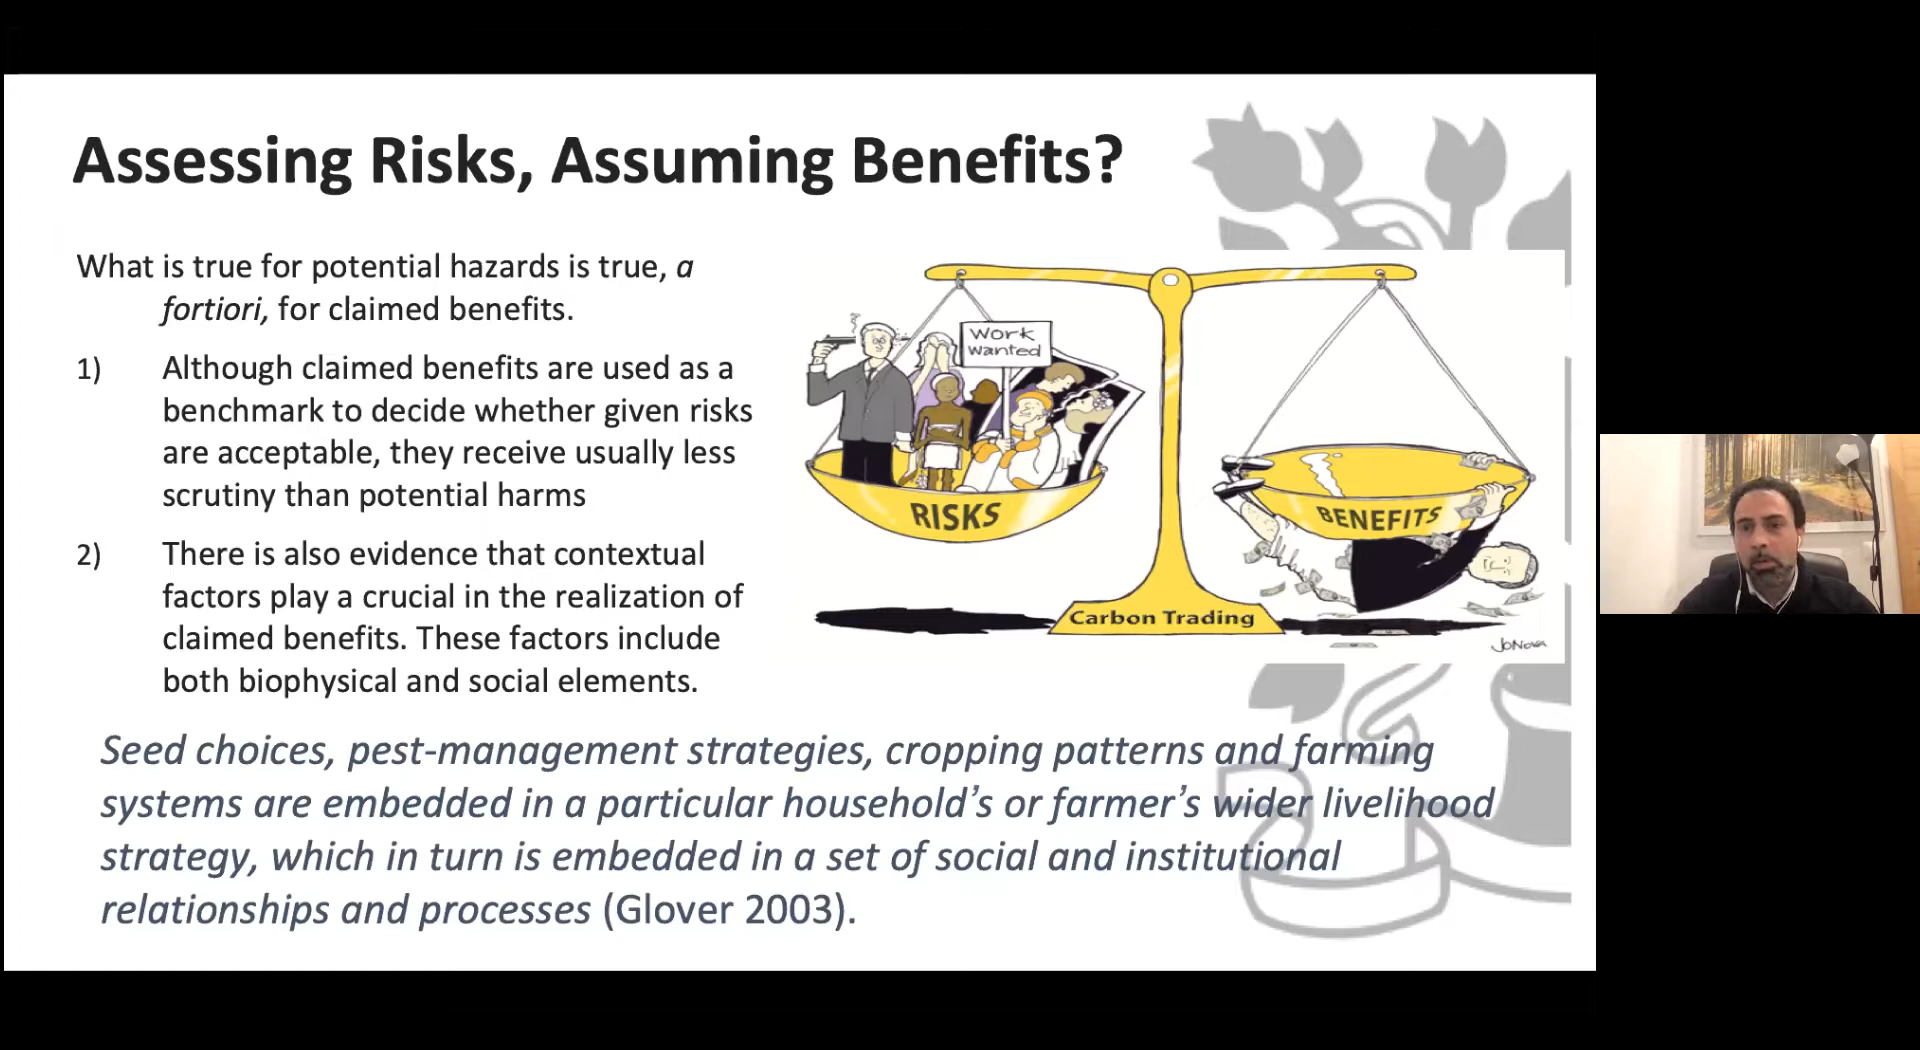 Assessing Risks, Assuming Benefits?
What is true for potential hazards is true, a
fortiori, for claimed benefits.
1) Although claimed benefits are used as a
benchmark to decide whether given risks
are acceptable, they receive usually less
scrutiny than potential harms
2) There is also evidence that contextual
factors play a crucial in the realization of
claimed benefits. These factors include
both biophysical and social elements.
Work
wanted
RISKS
BENEFITS
Carbon Trading
JoNova
Seed choices, pest-management strategies, cropping patterns and farming
systems are embedded in a particular household's or farmer's wider livelihood
strategy, which in turn is embedded in a set of social and institutional
relationships and processes (Glover 2003).